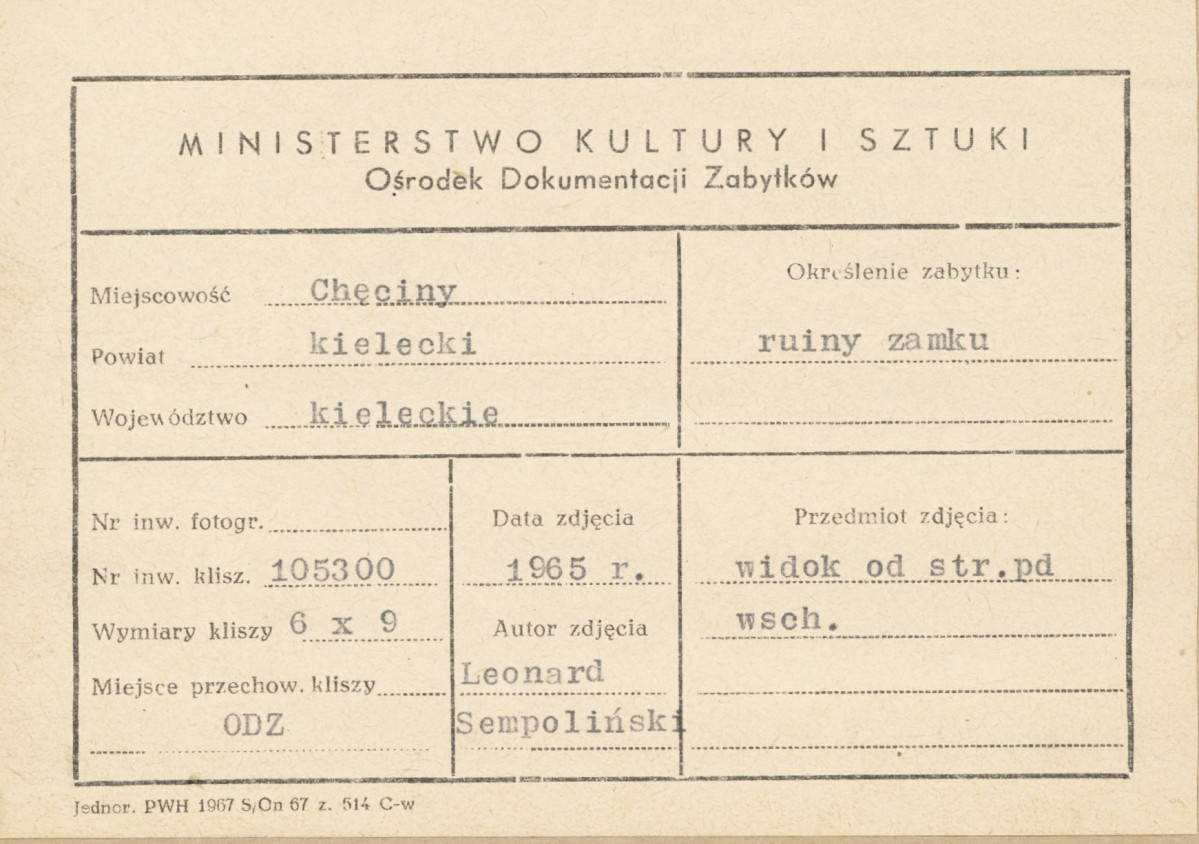 MINISTERSTWO KULTURY I SZTUKI
Ośrodek Dokumentacji Zabytków
Miejscowość Chęciny
Powiat kielecki
Województwo kieleckie
Określenie zabytku:
ruiny zamku
Nr inw. fotogr.
Nr inw. klisz. 105300
Wymiary kliszy 6 x 9
Miejsce przechow. kliszy
ODZ
Data zdjęcia
1965 r.
Autor zdjęcia
Leonard
Sempoliński
Przedmiot zdjęcia:
widok od str.pd
wsch.
Jednor. PWH 1967 S/On 67 z. 514 C-w